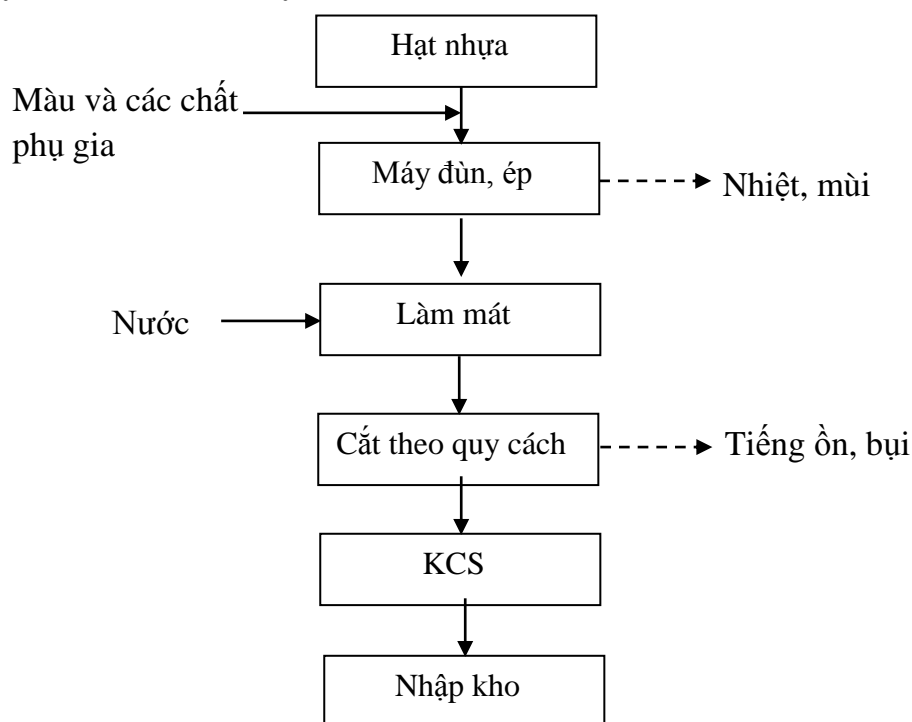 Hạt nhựa
Màu và các chất
phụ gia
Máy đùn, ép
Nhiệt, mùi
Nước
Làm mát
Cắt theo quy cách
Tiếng ồn, bụi
KCS
Nhập kho